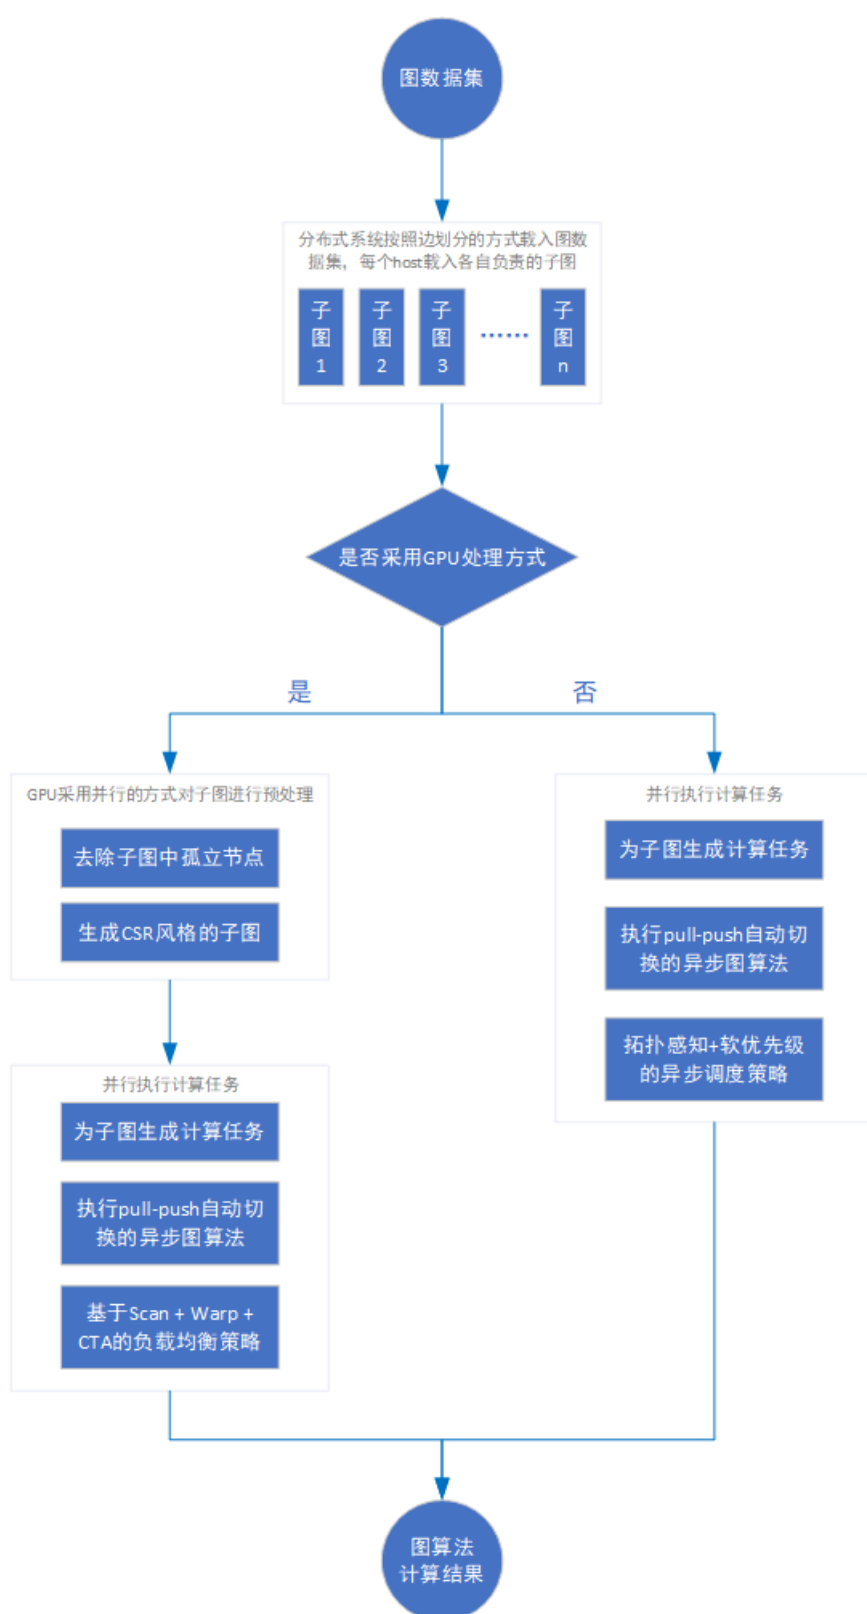 图数据集
分布式系统按照边划分的方式载入图数
据集，每个host载入各自负责的子图
子
图
1
子
图
2
子
图
3
……
子
图
n
是否采用GPU处理方式
是
否
GPU采用并行的方式对子图进行预处理
去除子图中孤立节点
生成CSR风格的子图
并行执行计算任务
为子图生成计算任务
执行pull-push自动切
换的异步图算法
基于Scan + Warp +
CTA的负载均衡策略
并行执行计算任务
为子图生成计算任务
执行pull-push自动切
换的异步图算法
拓扑感知+软优先级
的异步调度策略
图算法
计算结果